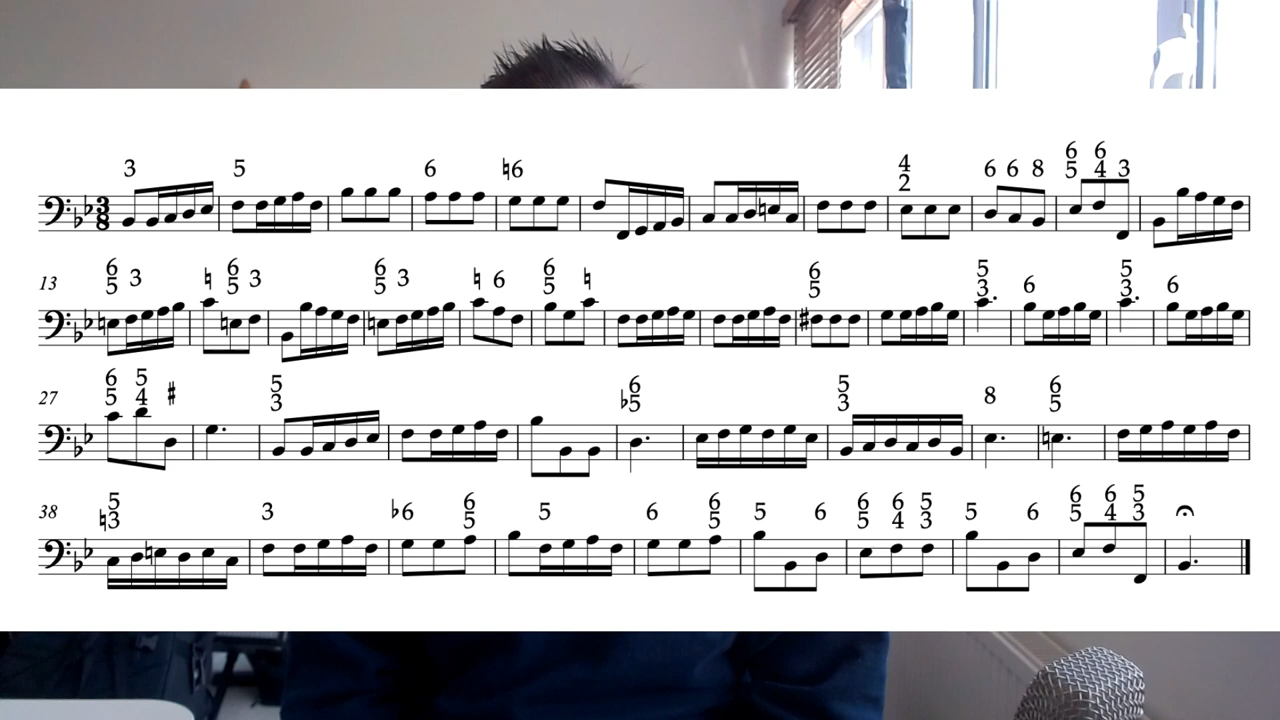 6 6
3 5 6 ♮6 4 6 6 8 5 4 3
2
3
8
6 6 6 6 6 5 5
13 5 3 ♮ 5 3 5 3 ♮ 6 5 ♮ 5 3 6 3 6
6 5 5 6 5 6
27 5 4 ♯ 3 ♭5 3 8 5
5 6 6 6 6 5 6 6 5
38 ♮3 3 ♭6 5 5 6 5 5 6 5 4 3 5 6 5 4 3